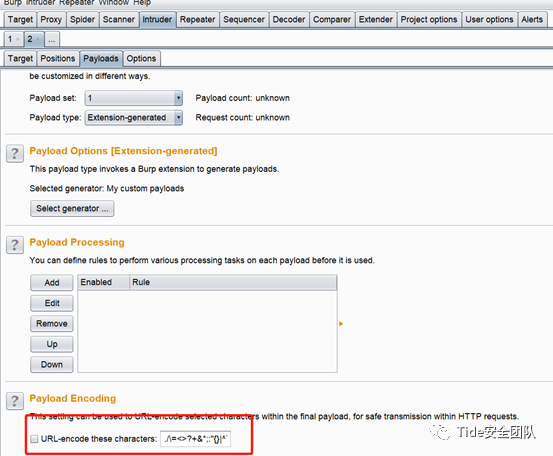 Burp Intruder Repeater Window Help
Target Proxy Spider Scanner Intruder Repeater Sequencer Decoder Comparer Extender Project options User options Alerts
1 × 2 × ...
Target Positions Payloads Options
be customized in different ways.
Payload set: 1 Payload count: unknown
Payload type: Extension-generated Request count: unknown
? Payload Options [Extension-generated]
This payload type invokes a Burp extension to generate payloads.
Selected generator: My custom payloads
Select generator ...
? Payload Processing
You can define rules to perform various processing tasks on each payload before it is used.
Add Enabled Rule
Edit
Remove
Up
Down
? Payload Encoding
This setting can be used to URL-encode selected characters within the final payload, for safe transmission within HTTP requests.
URL-encode these characters: ./\=<>?+&*;:"{}|^`
Tide安全团队